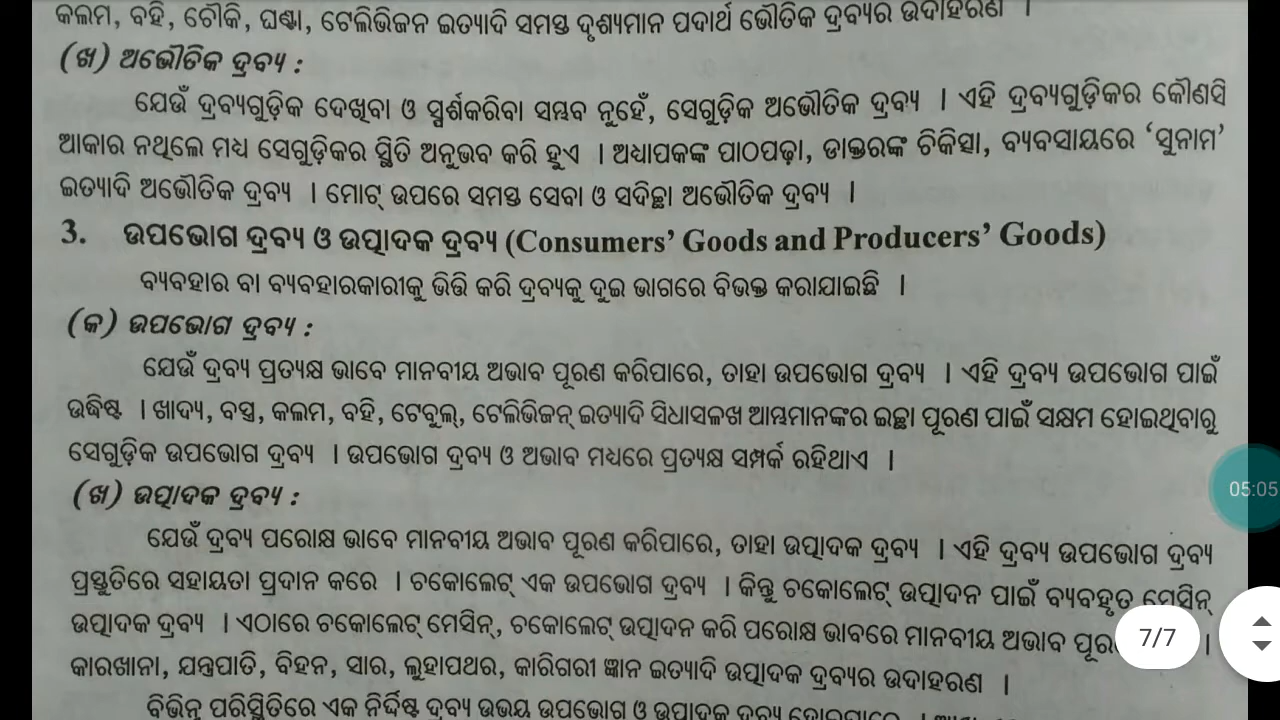 କଲମ, ବହି, ଚୌକି, ଘଣ୍ଟା, ଟେଲିଭିଜନ ଇତ୍ୟାଦି ସମସ୍ତ ଦୃଶ୍ୟମାନ ପଦାର୍ଥ ଭୌତିକ ଦ୍ରବ୍ୟର ଉଦାହରଣ ।
(ଖ) ଅଭୌତିକ ଦ୍ରବ୍ୟ :
ଯେଉଁ ଦ୍ରବ୍ୟଗୁଡ଼ିକ ଦେଖିବା ଓ ସ୍ପର୍ଶକରିବା ସମ୍ଭବ ନୁହେଁ, ସେଗୁଡ଼ିକ ଅଭୌତିକ ଦ୍ରବ୍ୟ । ଏହି ଦ୍ରବ୍ୟଗୁଡ଼ିକର କୌଣସି
ଆକାର ନଥିଲେ ମଧ୍ୟ ସେଗୁଡ଼ିକର ସ୍ଥିତି ଅନୁଭବ କରି ହୁଏ । ଅଧ୍ୟାପକଙ୍କ ପାଠପଢ଼ା, ଡାକ୍ତରଙ୍କ ଚିକିତ୍ସା, ବ୍ୟବସାୟରେ ‘ସୁନାମ’
ଇତ୍ୟାଦି ଅଭୌତିକ ଦ୍ରବ୍ୟ । ମୋଟ୍ ଉପରେ ସମସ୍ତ ସେବା ଓ ସଦିଚ୍ଛା ଅଭୌତିକ ଦ୍ରବ୍ୟ ।
3. ଉପଭୋଗ ଦ୍ରବ୍ୟ ଓ ଉତ୍ପାଦକ ଦ୍ରବ୍ୟ (Consumers’ Goods and Producers’ Goods)
ବ୍ୟବହାର ବା ବ୍ୟବହାରକାରୀକୁ ଭିତ୍ତି କରି ଦ୍ରବ୍ୟକୁ ଦୁଇ ଭାଗରେ ବିଭକ୍ତ କରାଯାଇଛି ।
(କ) ଉପଭୋଗ ଦ୍ରବ୍ୟ :
ଯେଉଁ ଦ୍ରବ୍ୟ ପ୍ରତ୍ୟକ୍ଷ ଭାବେ ମାନବୀୟ ଅଭାବ ପୂରଣ କରିପାରେ, ତାହା ଉପଭୋଗ ଦ୍ରବ୍ୟ । ଏହି ଦ୍ରବ୍ୟ ଉପଭୋଗ ପାଇଁ
ଉଦ୍ଧିଷ୍ଟ । ଖାଦ୍ୟ, ବସ୍ତ୍ର, କଲମ, ବହି, ଟେବୁଲ୍, ଟେଲିଭିଜନ୍ ଇତ୍ୟାଦି ସିଧାସଳଖ ଆମ୍ଭମାନଙ୍କର ଇଚ୍ଛା ପୂରଣ ପାଇଁ ସକ୍ଷମ ହୋଇଥିବାରୁ
ସେଗୁଡ଼ିକ ଉପଭୋଗ ଦ୍ରବ୍ୟ । ଉପଭୋଗ ଦ୍ରବ୍ୟ ଓ ଅଭାବ ମଧ୍ୟରେ ପ୍ରତ୍ୟକ୍ଷ ସମ୍ପର୍କ ରହିଥାଏ ।
(ଖ) ଉତ୍ପାଦକ ଦ୍ରବ୍ୟ :
ଯେଉଁ ଦ୍ରବ୍ୟ ପରୋକ୍ଷ ଭାବେ ମାନବୀୟ ଅଭାବ ପୂରଣ କରିପାରେ, ତାହା ଉତ୍ପାଦକ ଦ୍ରବ୍ୟ । ଏହି ଦ୍ରବ୍ୟ ଉପଭୋଗ ଦ୍ରବ୍ୟ
ପ୍ରସ୍ତୁତିରେ ସହାୟତା ପ୍ରଦାନ କରେ । ଚକୋଲେଟ୍ ଏକ ଉପଭୋଗ ଦ୍ରବ୍ୟ । କିନ୍ତୁ ଚକୋଲେଟ୍ ଉତ୍ପାଦନ ପାଇଁ ବ୍ୟବହୃତ ମେସିନ୍
ଉତ୍ପାଦକ ଦ୍ରବ୍ୟ । ଏଠାରେ ଚକୋଲେଟ୍ ମେସିନ୍, ଚକୋଲେଟ୍ ଉତ୍ପାଦନ କରି ପରୋକ୍ଷ ଭାବରେ ମାନବୀୟ ଅଭାବ ।
କାରଖାନା, ଯନ୍ତ୍ରପାତି, ବିହନ, ସାର, ଲୁହାପଥର, କାରିଗରୀ ଜ୍ଞାନ ଇତ୍ୟାଦି ଉତ୍ପାଦକ ଦ୍ରବ୍ୟର ଉଦାହରଣ ।
ବିଭିନ୍ନ ପରିସ୍ଥିତିରେ ଏକ ନିର୍ଦ୍ଦିଷ୍ଟ ଦ୍ରବ୍ୟ ଉଭୟ ଉପଭୋଗ ଓ ଉତ୍ପାଦକ ଦ୍ରବ୍ୟ
05:05
7/7